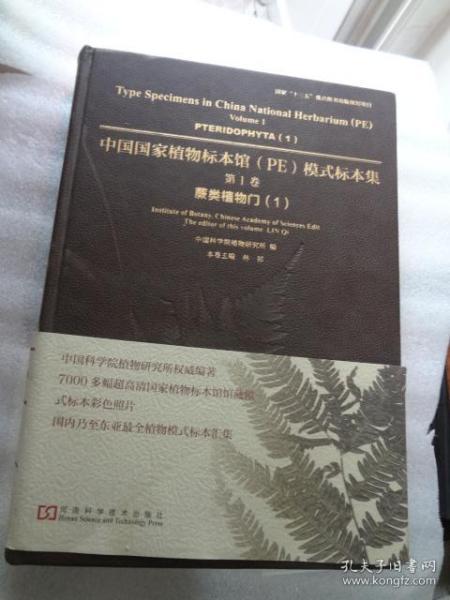 国家“十二五”重点图书出版规划项目
Type Specimens in China National Herbarium (PE)
Volume 1
PTERIDOPHYTA (1)
中国国家植物标本馆（PE）模式标本集
第1卷
蕨类植物门（1）
Institute of Botany, Chinese Academy of Sciences Edit
The editor of this volume LIN Qi
中国科学院植物研究所 编
本卷主编 林 祁
中国科学院植物研究所权威编著
7000多幅超高清国家植物标本馆馆藏模
式标本彩色照片
国内乃至东亚最全植物模式标本汇集
河南科学技术出版社
Henan Science and Technology Press
孔夫子旧书网
www.kongfz.com